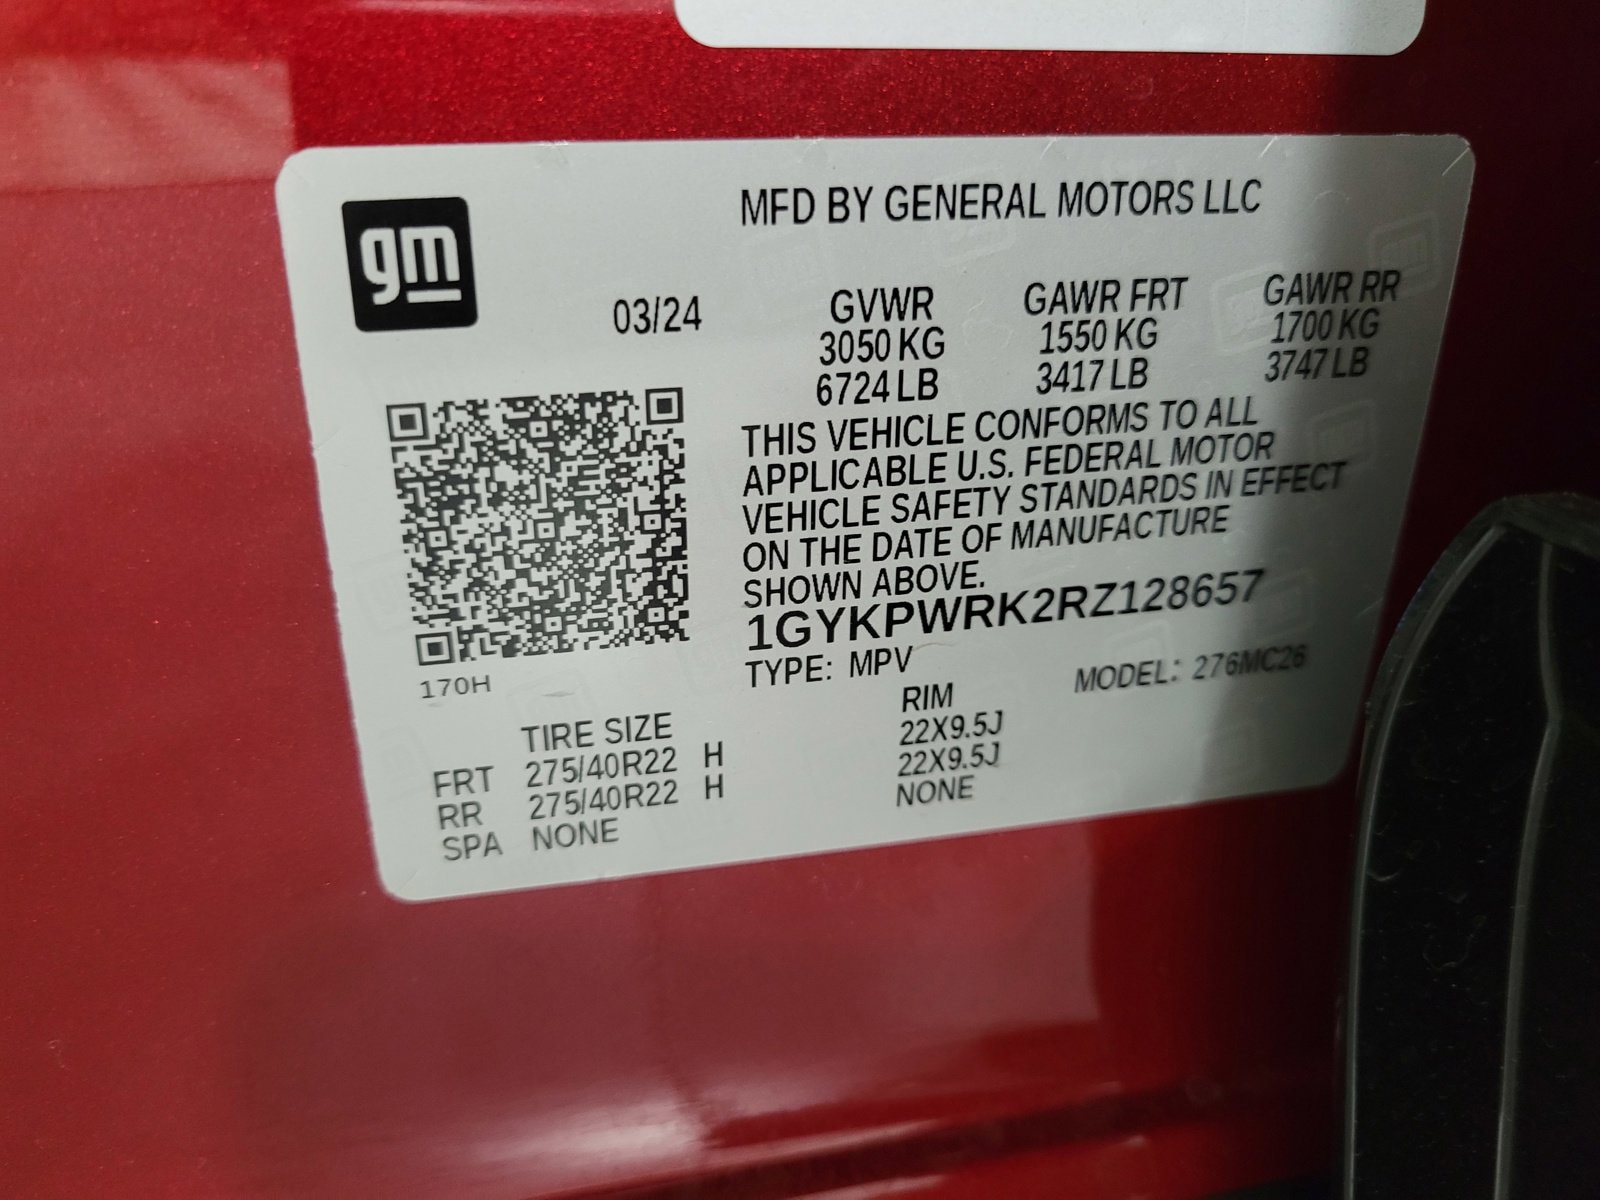 gm
MFD BY GENERAL MOTORS LLC
03/24
GVWR GAWR FRT GAWR RR
3050 KG 1550 KG 1700 KG
6724 LB 3417 LB 3747 LB
THIS VEHICLE CONFORMS TO ALL
APPLICABLE U.S. FEDERAL MOTOR
VEHICLE SAFETY STANDARDS IN EFFECT
ON THE DATE OF MANUFACTURE
SHOWN ABOVE.
1GYKPWRK2RZ128657
TYPE: MPV MODEL: 276MC26
170H
TIRE SIZE RIM
FRT 275/40R22 H 22X9.5J
RR 275/40R22 H 22X9.5J
SPA NONE NONE